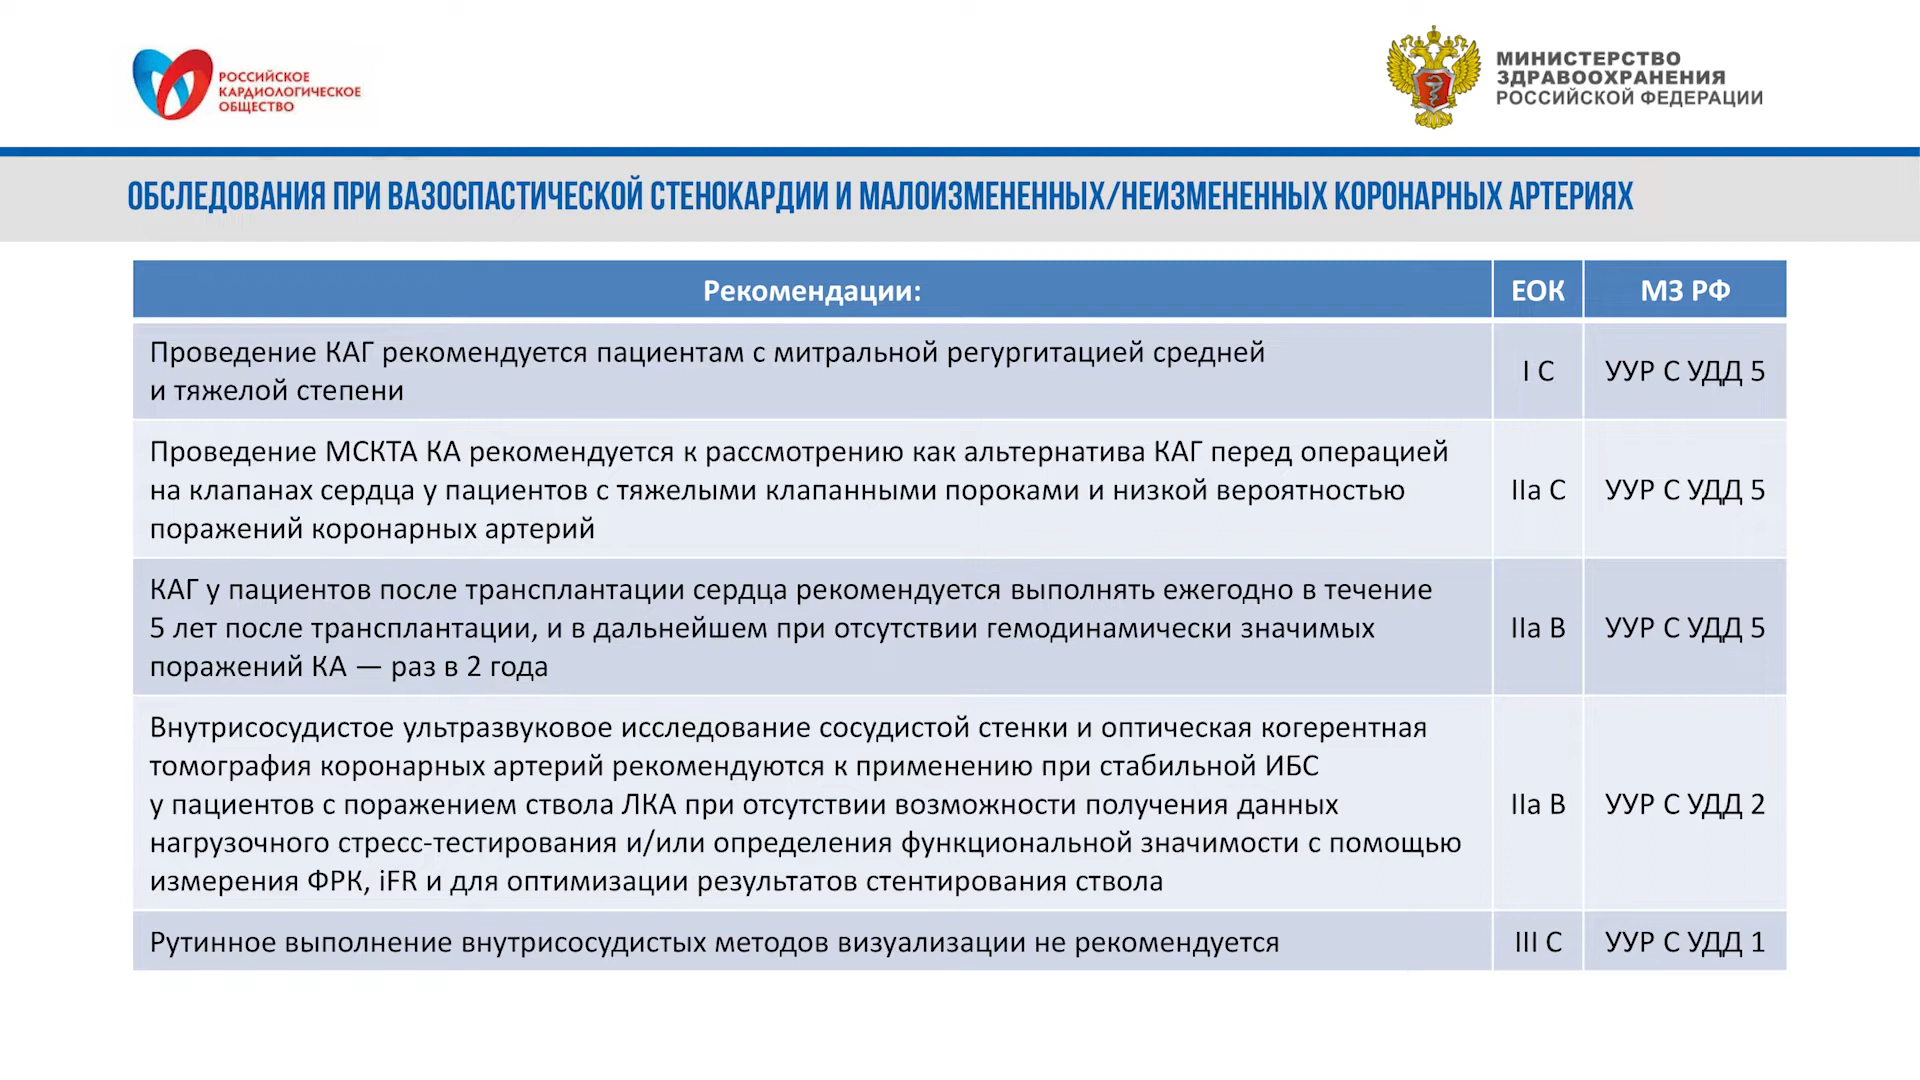 РОССИЙСКОЕ
КАРДИОЛОГИЧЕСКОЕ
ОБЩЕСТВО
МИНИСТЕРСТВО
ЗДРАВООХРАНЕНИЯ
РОССИЙСКОЙ ФЕДЕРАЦИИ
ОБСЛЕДОВАНИЯ ПРИ ВАЗОСПАСТИЧЕСКОЙ СТЕНОКАРДИИ И МАЛОИЗМЕНЕННЫХ/НЕИЗМЕНЕННЫХ КОРОНАРНЫХ АРТЕРИЯХ
Рекомендации: ЕОК МЗ РФ
Проведение КАГ рекомендуется пациентам с митральной регургитацией средней
и тяжелой степени
I C УУР С УДД 5
Проведение МСКТА КА рекомендуется к рассмотрению как альтернатива КАГ перед операцией
на клапанах сердца у пациентов с тяжелыми клапанными пороками и низкой вероятностью
поражений коронарных артерий
IIa C УУР С УДД 5
КАГ у пациентов после трансплантации сердца рекомендуется выполнять ежегодно в течение
5 лет после трансплантации, и в дальнейшем при отсутствии гемодинамически значимых
поражений КА — раз в 2 года
IIa B УУР С УДД 5
Внутрисосудистое ультразвуковое исследование сосудистой стенки и оптическая когерентная
томография коронарных артерий рекомендуются к применению при стабильной ИБС
у пациентов с поражением ствола ЛКА при отсутствии возможности получения данных
нагрузочного стресс-тестирования и/или определения функциональной значимости с помощью
измерения ФРК, iFR и для оптимизации результатов стентирования ствола
IIa B УУР С УДД 2
Рутинное выполнение внутрисосудистых методов визуализации не рекомендуется
III C УУР С УДД 1